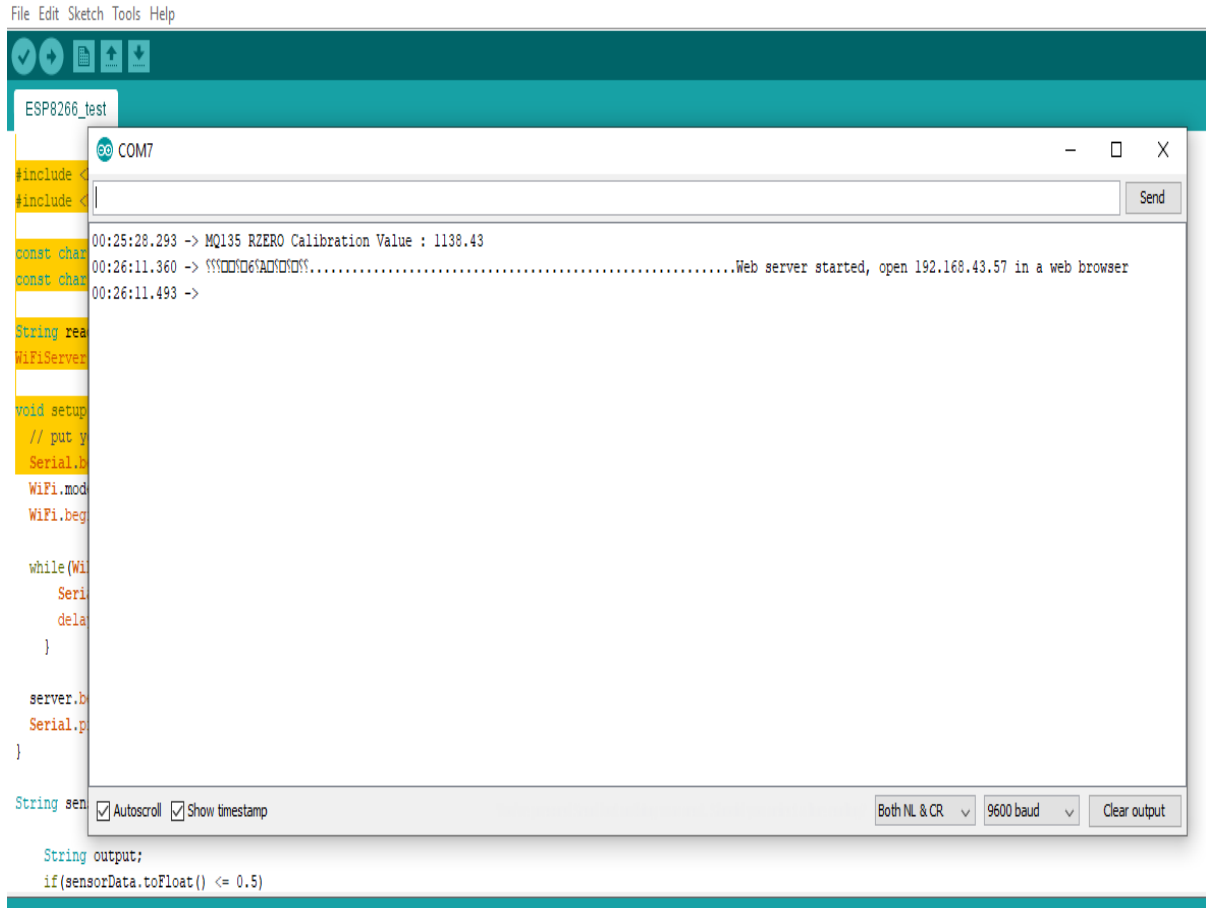 File Edit Sketch Tools Help
ESP8266_test
COM7
Send
00:25:28.293 -> MQ135 RZERO Calibration Value : 1138.43
00:26:11.360 -> ............................................................Web server started, open 192.168.43.57 in a web browser
00:26:11.493 ->
#include <
#include <
const char
const char
String rea
WiFiServer
void setup
// put y
Serial.b
WiFi.mod
WiFi.beg
while(Wi
Seri
dela
}
server.b
Serial.p
}
String sen
Autoscroll Show timestamp Both NL & CR 9600 baud Clear output
String output;
if(sensorData.toFloat() <= 0.5)